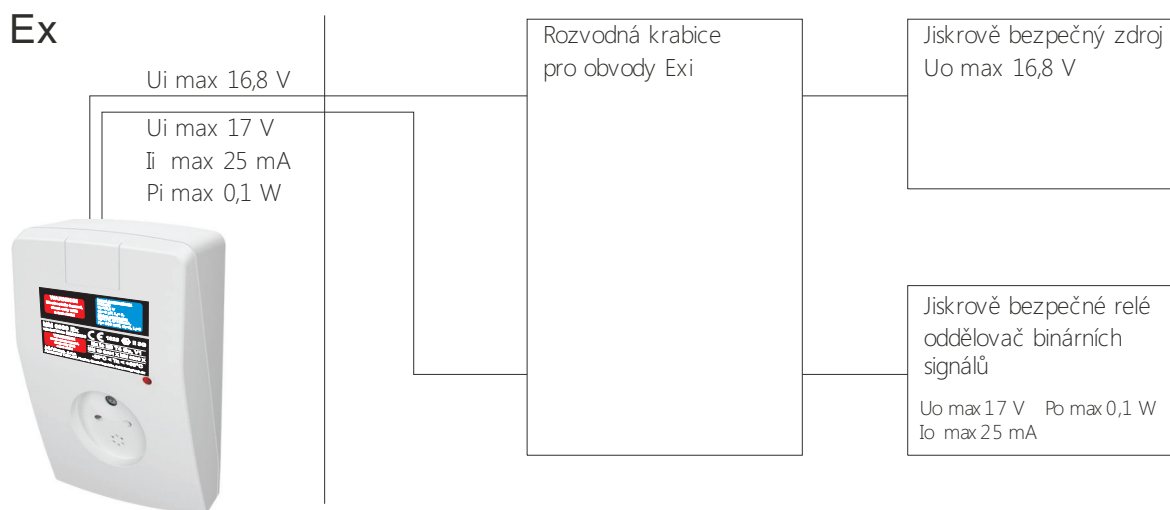 Ex
Ui max 16,8 V
Ui max 17 V
Ii max 25 mA
Pi max 0,1 W
Rozvodná krabice
pro obvody Exi
Jiskrově bezpečný zdroj
Uo max 16,8 V
Jiskrově bezpečné relé
oddělovač binárních
signálů
Uo max 17 V Po max 0,1 W
Io max 25 mA
WARNING!